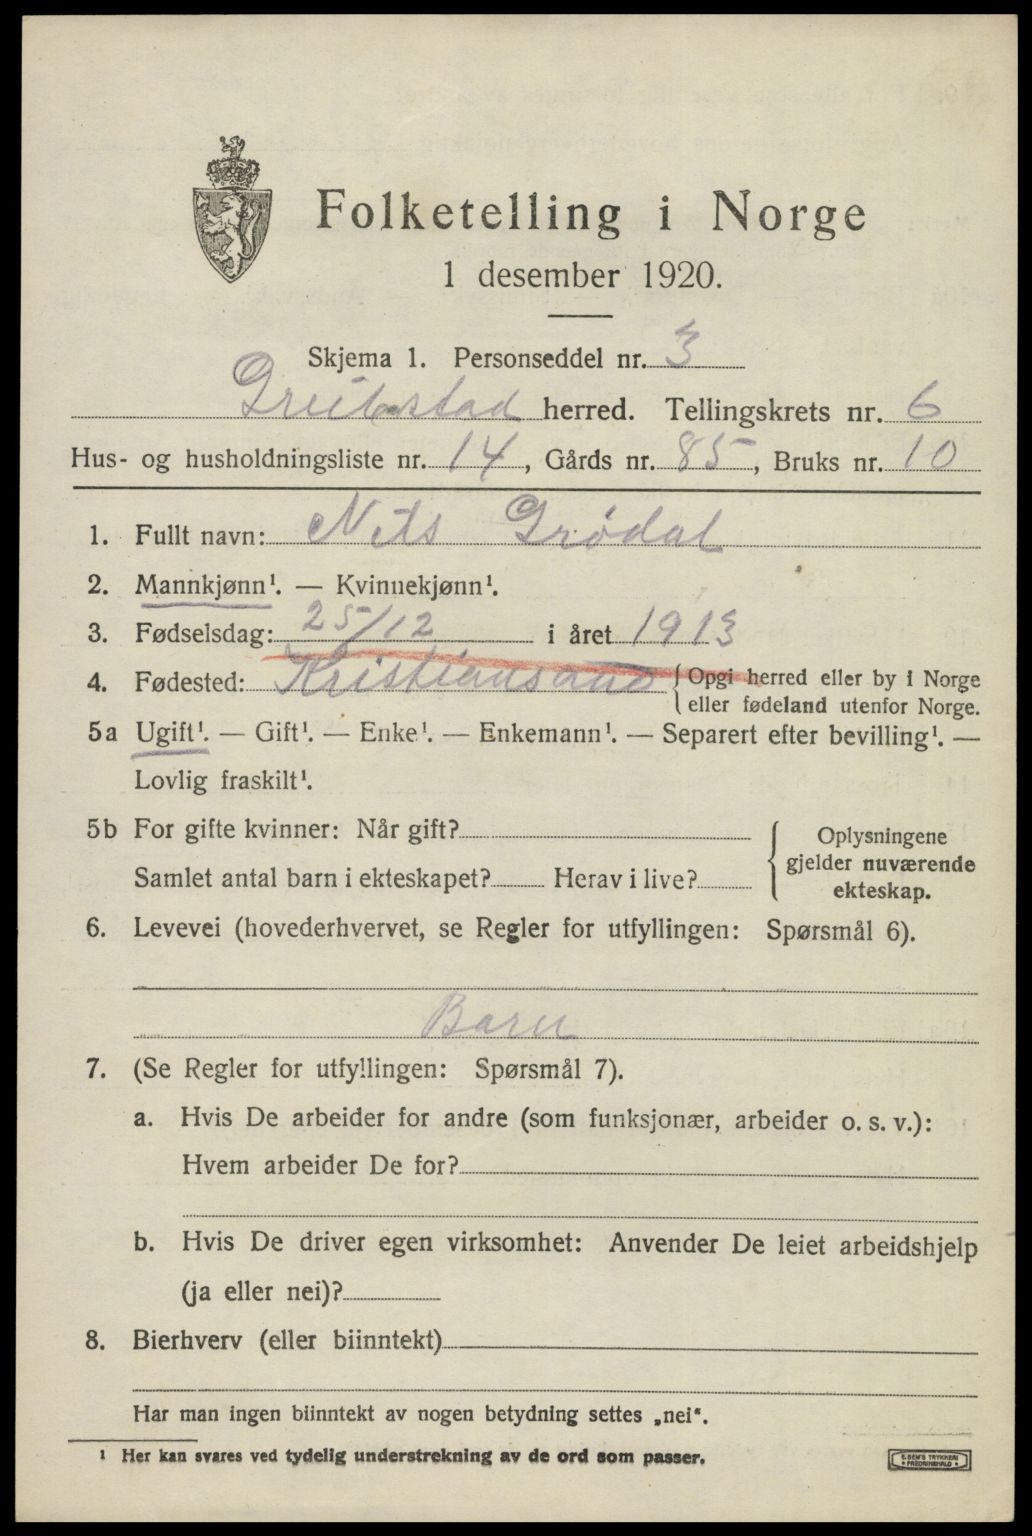 Folketelling i Norge
1 desember 1920.
Skjema 1. Personseddel nr. 3
Greipstad herred. Tellingskrets nr. 6
Hus- og husholdningsliste nr. 14, Gårds nr. 85, Bruks nr. 10
1. Fullt navn: Nils Grødal
2. Mannkjønn¹. — Kvinnekjønn¹.
3. Fødselsdag: 25/12 i året 1913
4. Fødested: Kristiansand {Opgi herred eller by i Norge
eller fødeland utenfor Norge.
5a Ugift¹. — Gift¹. — Enke¹. — Enkemann¹. — Separert efter bevilling¹. —
Lovlig fraskilt¹.
5b For gifte kvinner: Når gift?
Samlet antal barn i ekteskapet? Herav i live?
Oplysningene
gjelder nuværende
ekteskap.
6. Levevei (hovederhvervet, se Regler for utfyllingen: Spørsmål 6).
Barn
7. (Se Regler for utfyllingen: Spørsmål 7).
a. Hvis De arbeider for andre (som funksjonær, arbeider o. s. v.):
Hvem arbeider De for?
b. Hvis De driver egen virksomhet: Anvender De leiet arbeidshjelp
(ja eller nei)?
8. Bierhverv (eller biinntekt)
Har man ingen biinntekt av nogen betydning settes „nei“.
¹ Her kan svares ved tydelig understrekning av de ord som passer.